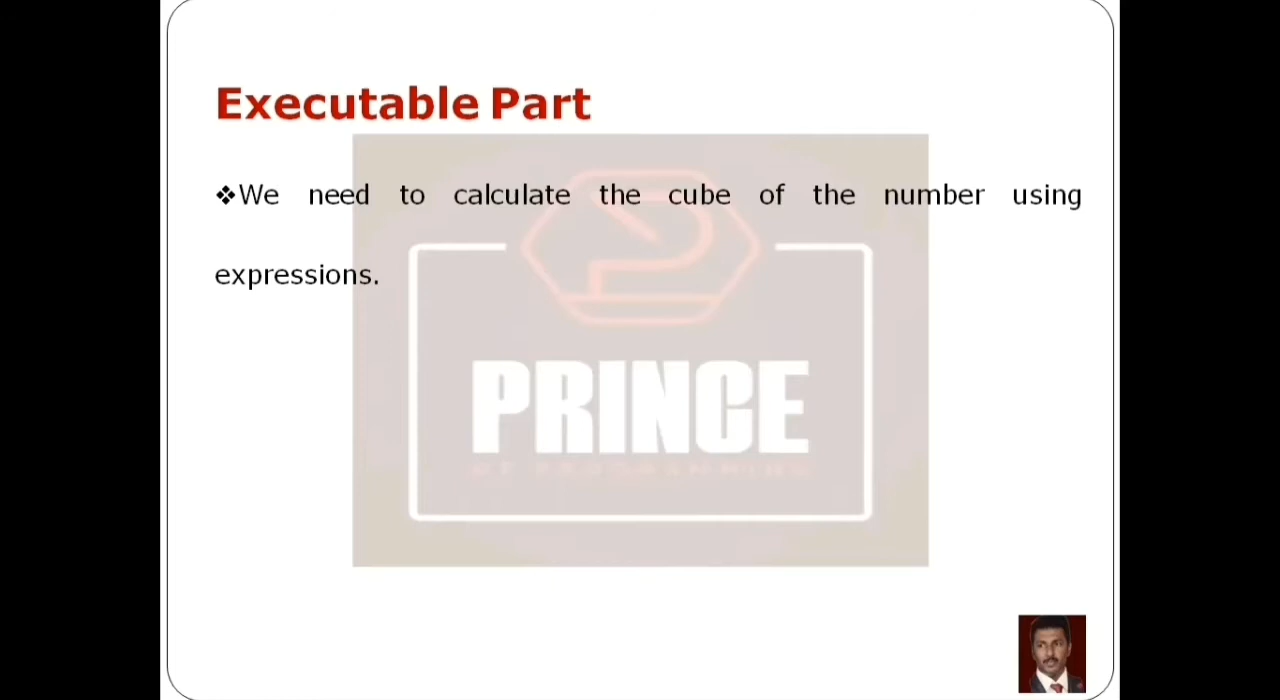 Executable Part
❖We need to calculate the cube of the number using
expressions.
PRINCE